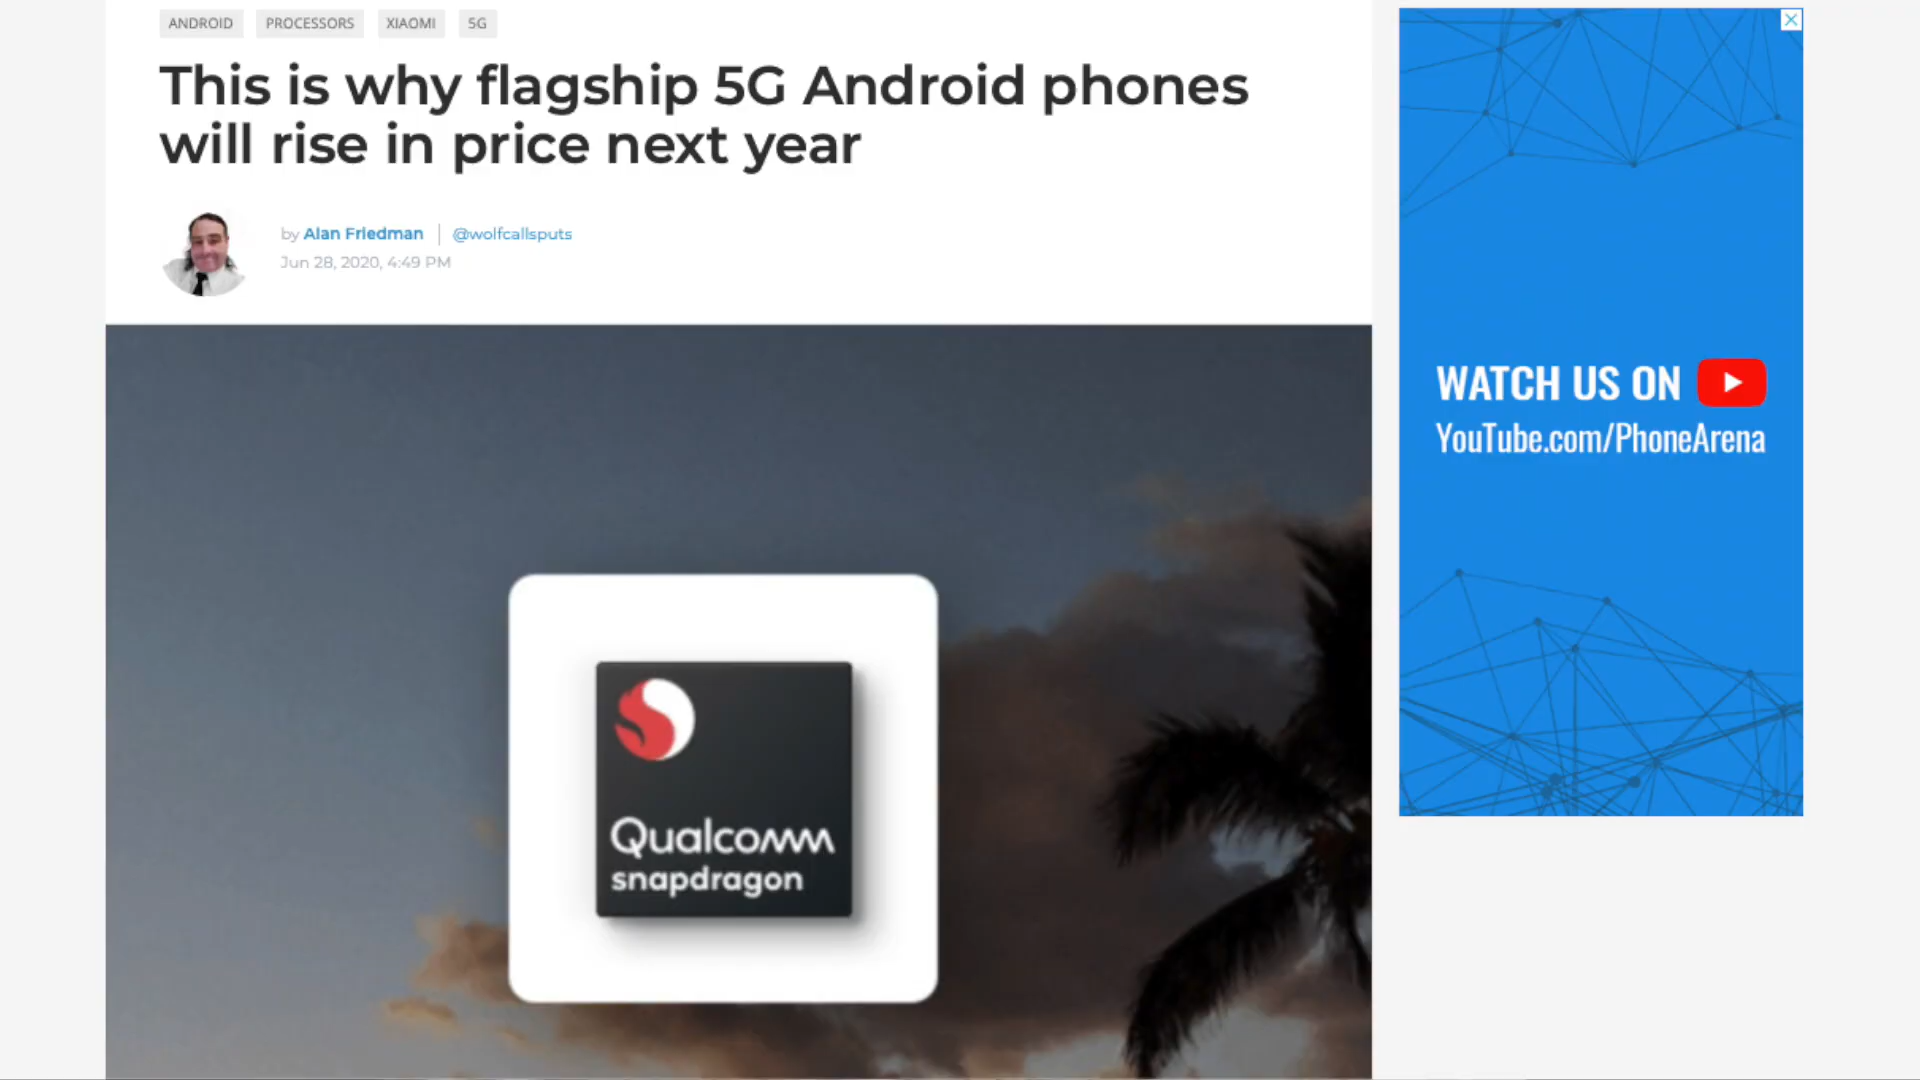 ANDROID PROCESSORS XIAOMI 5G
This is why flagship 5G Android phones
will rise in price next year
by Alan Friedman | @wolfcallsputs
Jun 28, 2020, 4:49 PM
Qualcomm
snapdragon
WATCH US ON
YouTube.com/PhoneArena